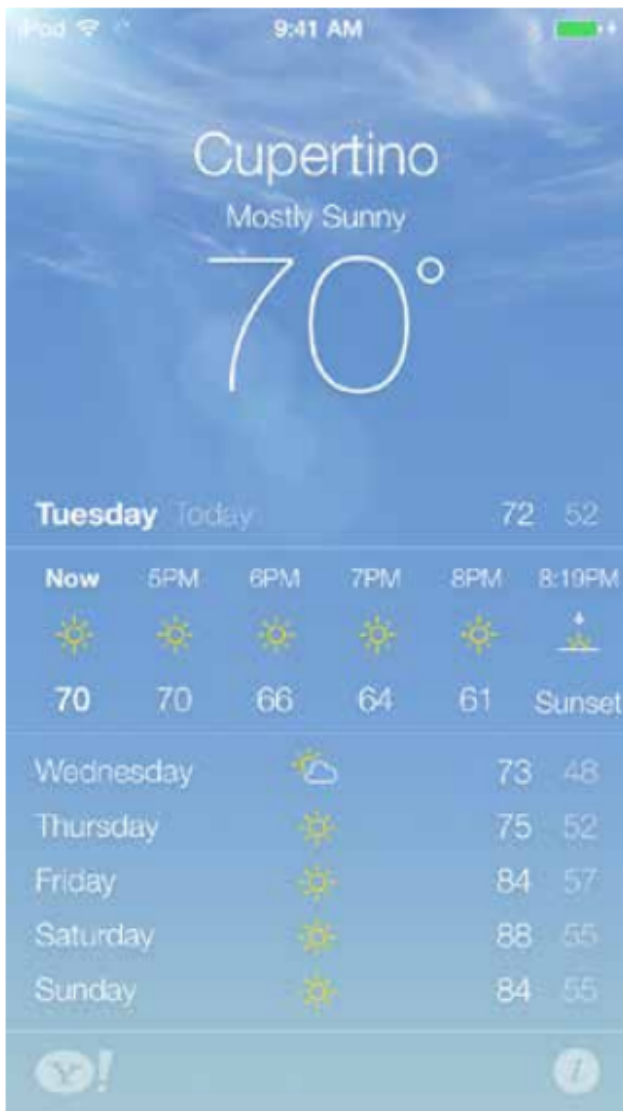 iPod 9:41 AM
Cupertino
Mostly Sunny
70°
Tuesday Today 72 52
Now 5PM 6PM 7PM 8PM 8:19PM
70 70 66 64 61 Sunset
Wednesday 73 48
Thursday 75 52
Friday 84 57
Saturday 88 55
Sunday 84 55
Y! i